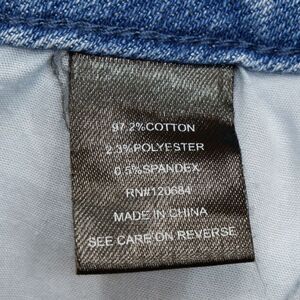 97.2%COTTON
2.3%POLYESTER
0.5%SPANDEX
RN#120684
MADE IN CHINA
SEE CARE ON REVERSE